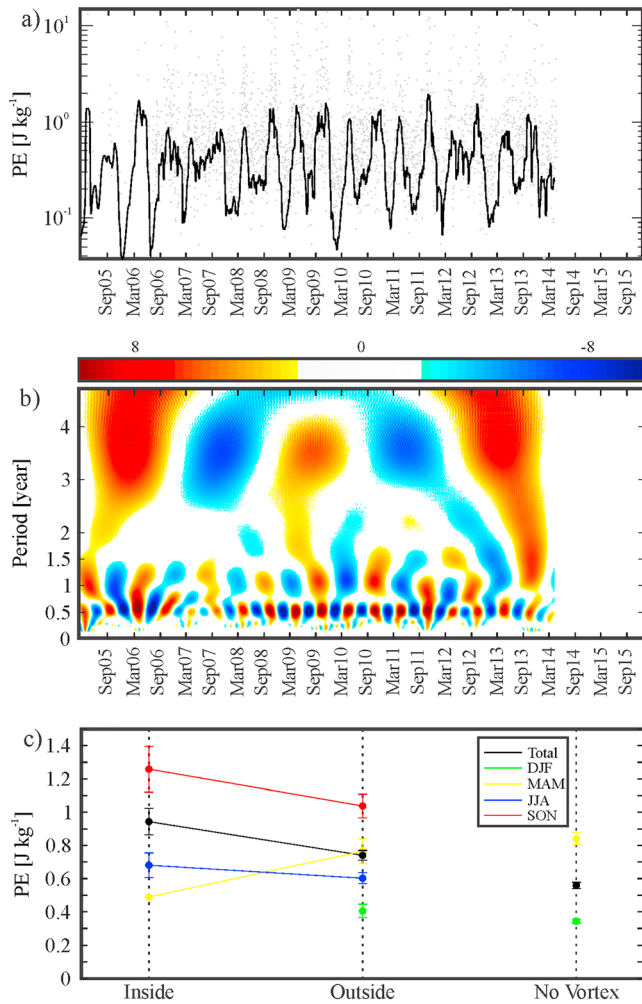 a)
PE [J kg-1]
10^1
10^0
10^-1
Sep05 Mar06 Sep06 Mar07 Sep07 Mar08 Sep08 Mar09 Sep09 Mar10 Sep10 Mar11 Sep11 Mar12 Sep12 Mar13 Sep13 Mar14 Sep14 Mar15 Sep15
8 0 -8
b)
Period [year]
4
3
2
1.5
1
0.5
0
Sep05 Mar06 Sep06 Mar07 Sep07 Mar08 Sep08 Mar09 Sep09 Mar10 Sep10 Mar11 Sep11 Mar12 Sep12 Mar13 Sep13 Mar14 Sep14 Mar15 Sep15
c)
PE [J kg-1]
1.4
1.2
1
0.8
0.6
0.4
0.2
0
Total
DJF
MAM
JJA
SON
Inside Outside No Vortex